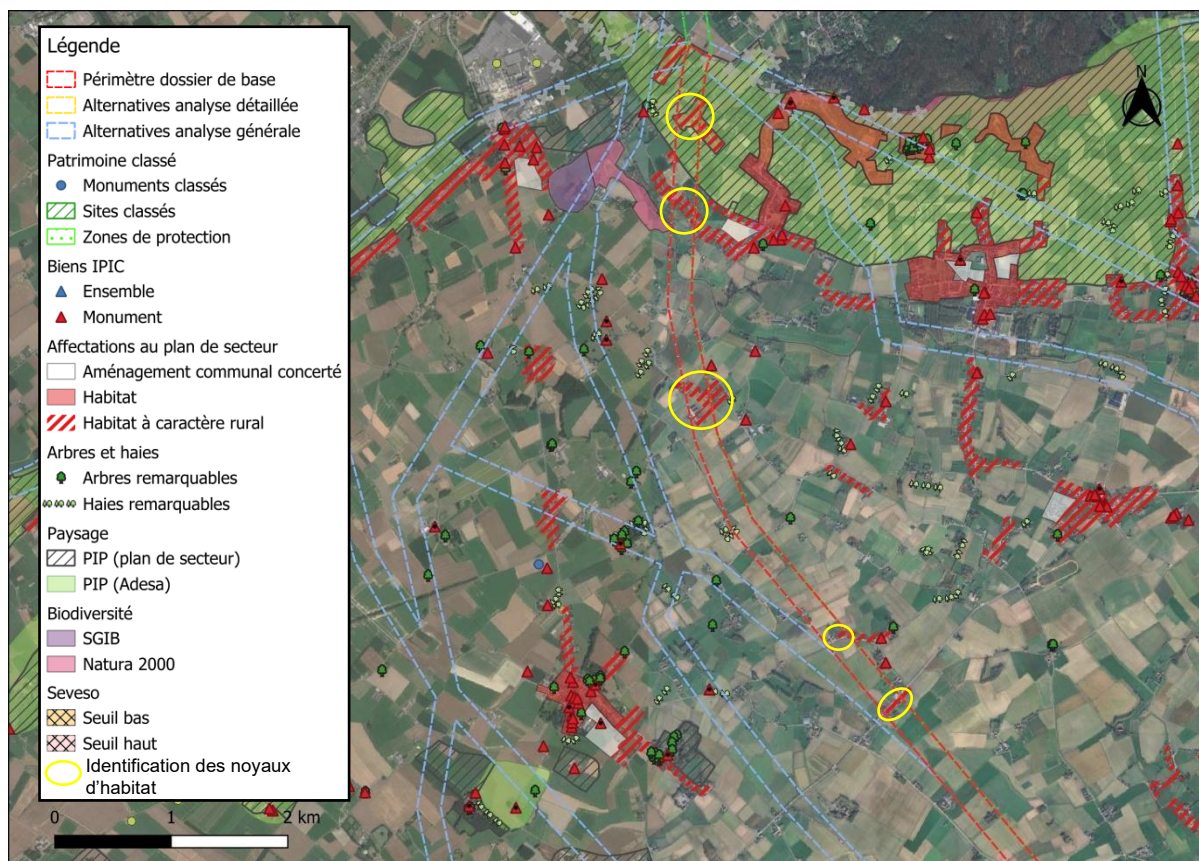 Légende
Périmètre dossier de base
Alternatives analyse détaillée
Alternatives analyse générale
Patrimoine classé
Monuments classés
Sites classés
Zones de protection
Biens IPIC
Ensemble
Monument
Affectations au plan de secteur
Aménagement communal concerté
Habitat
Habitat à caractère rural
Arbres et haies
Arbres remarquables
Haies remarquables
Paysage
PIP (plan de secteur)
PIP (Adesa)
Biodiversité
SGIB
Natura 2000
Seveso
Seuil bas
Seuil haut
Identification des noyaux
d'habitat
0 1 2 km
N